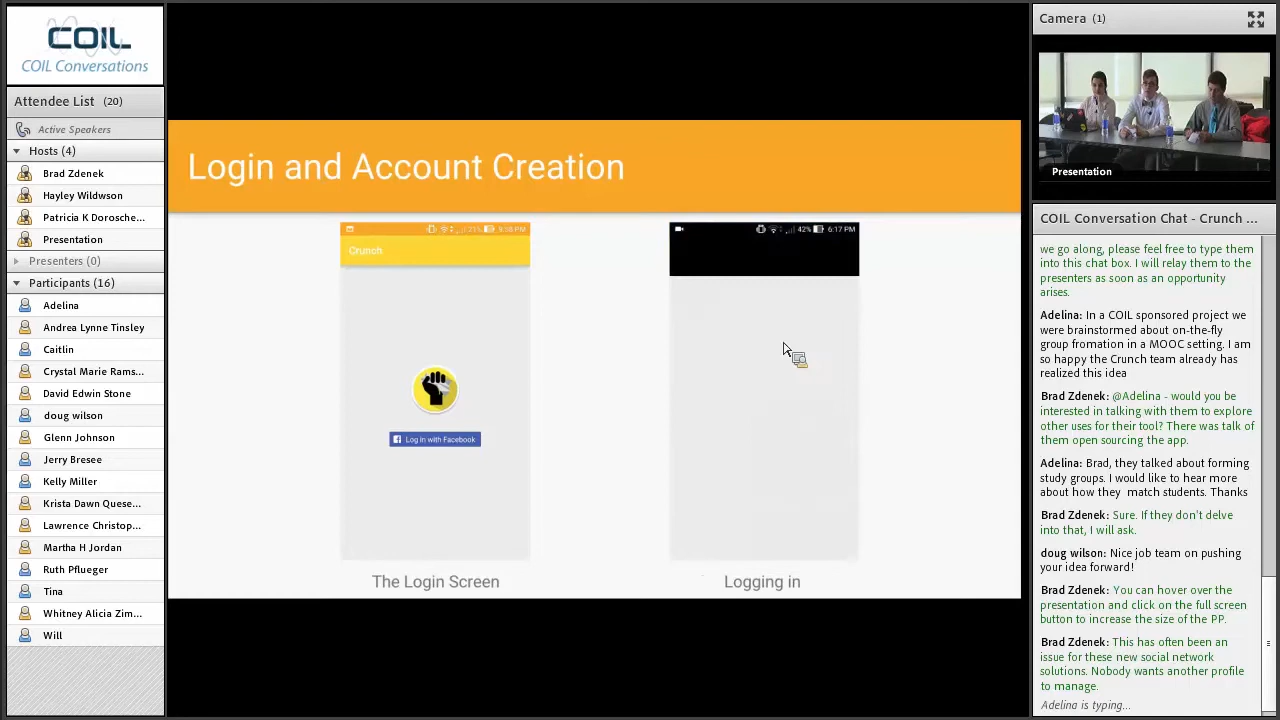 COIL
COIL Conversations
Attendee List (20)
Active Speakers
Hosts (4)
Brad Zdenek
Hayley Wildwson
Patricia K Dorosche...
Presentation
Presenters (0)
Participants (16)
Adelina
Andrea Lynne Tinsley
Caitlin
Crystal Marie Rams...
David Edwin Stone
doug wilson
Glenn Johnson
Jerry Bresee
Kelly Miller
Krista Dawn Quese...
Lawrence Christop...
Martha H Jordan
Ruth Pflueger
Tina
Whitney Alicia Zim...
Will
Login and Account Creation
9:58 PM
Crunch
Log in with Facebook
The Login Screen
42% 6:17 PM
Logging in
Camera (1)
Presentation
COIL Conversation Chat - Crunch ...
we go along, please feel free to type them
into this chat box. I will relay them to the
presenters as soon as an opportunity
arises.
Adelina: In a COIL sponsored project we
were brainstormed about on-the-fly
group fromation in a MOOC setting. I am
so happy the Crunch team already has
realized this idea
Brad Zdenek: @Adelina - would you be
interested in talking with them to explore
other uses for their tool? There was talk of
them open sourcing the app.
Adelina: Brad, they talked about forming
study groups. I would like to hear more
about how they match students. Thanks
Brad Zdenek: Sure. If they don't delve
into that, I will ask.
doug wilson: Nice job team on pushing
your idea forward!
Brad Zdenek: You can hover over the
presentation and click on the full screen
button to increase the size of the PP.
Brad Zdenek: This has often been an
issue for these new social network
solutions. Nobody wants another profile
to manage.
Adelina is typing...